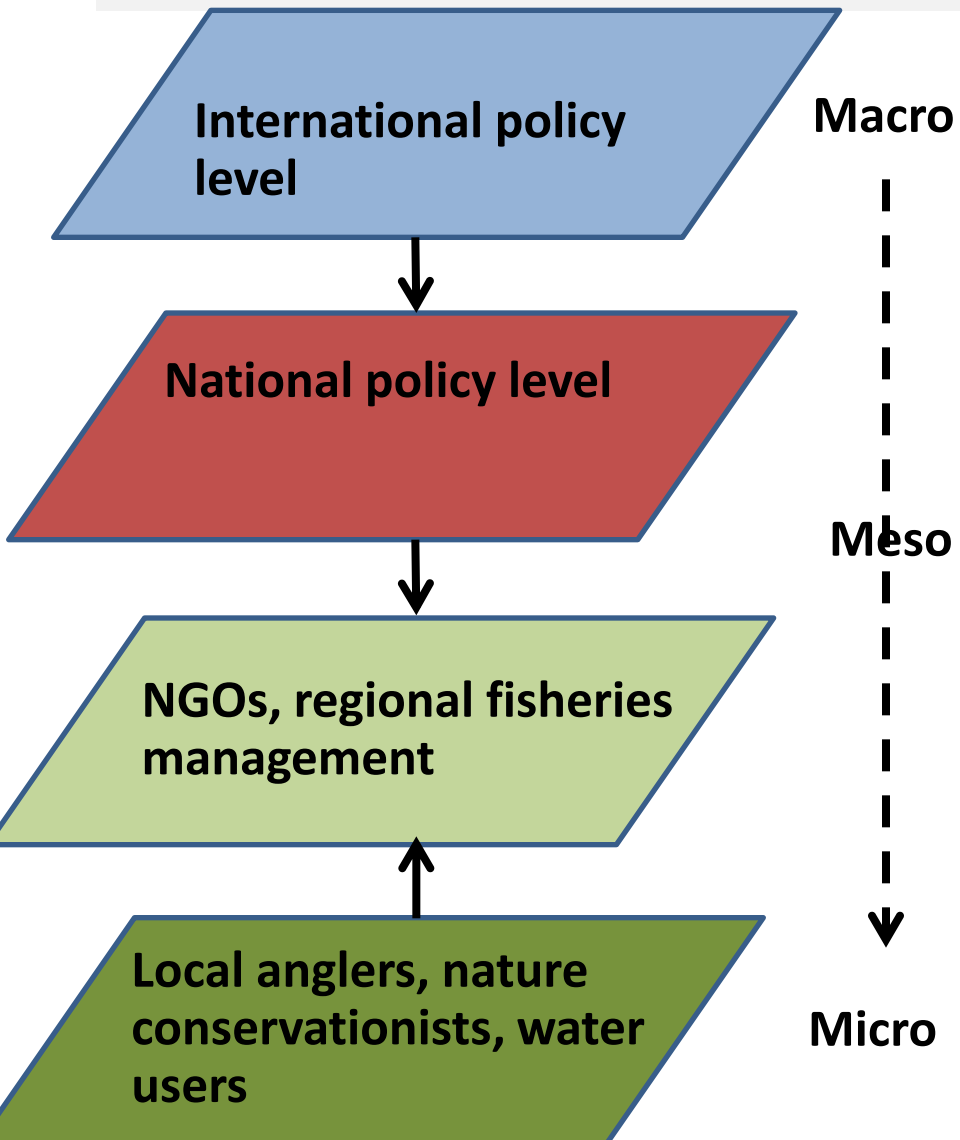 International policy
level
Macro
National policy level
Meso
NGOs, regional fisheries
management
Local anglers, nature
conservationists, water
users
Micro